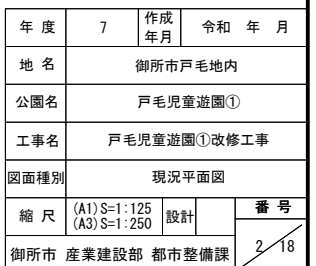 年 度 7 作成年月 令和 年 月
地 名 御所市戸毛地内
公園名 戸毛児童遊園①
工事名 戸毛児童遊園①改修工事
図面種別 現況平面図
縮 尺 (A1)S=1:125 (A3)S=1:250 設計 番 号
御所市 産業建設部 都市整備課 2/18